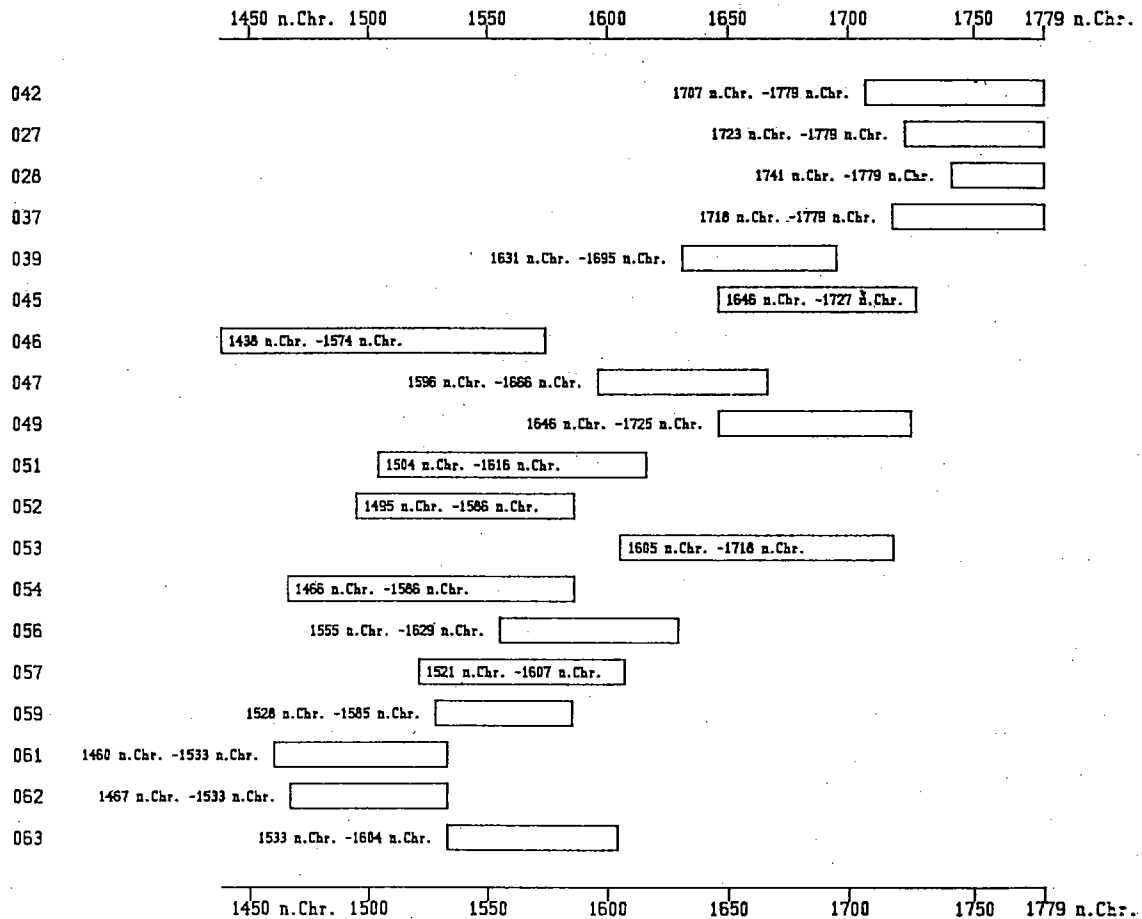 1450 n.Chr. 1500 1550 1600 1650 1700 1750 1779 n.Chr.
042 1707 n.Chr. -1779 n.Chr.
027 1723 n.Chr. -1779 n.Chr.
028 1741 n.Chr. -1779 n.Chr.
037 1718 n.Chr. -1779 n.Chr.
039 1631 n.Chr. -1695 n.Chr.
045 1646 n.Chr. -1727 n.Chr.
046 1438 n.Chr. -1574 n.Chr.
047 1596 n.Chr. -1666 n.Chr.
049 1646 n.Chr. -1725 n.Chr.
051 1504 n.Chr. -1616 n.Chr.
052 1495 n.Chr. -1586 n.Chr.
053 1605 n.Chr. -1718 n.Chr.
054 1466 n.Chr. -1586 n.Chr.
056 1555 n.Chr. -1629 n.Chr.
057 1521 n.Chr. -1607 n.Chr.
059 1528 n.Chr. -1585 n.Chr.
061 1460 n.Chr. -1533 n.Chr.
062 1467 n.Chr. -1533 n.Chr.
063 1533 n.Chr. -1604 n.Chr.
1450 n.Chr. 1500 1550 1600 1650 1700 1750 1779 n.Chr.